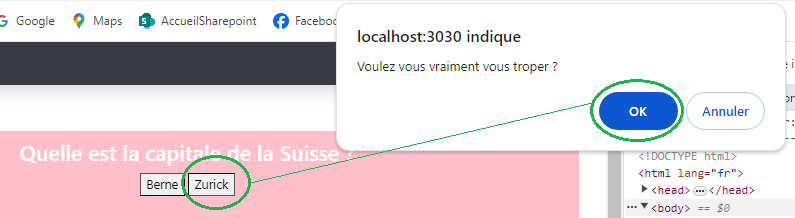 Google Maps AccueilSharepoint Faceboo
localhost:3030 indique
Voulez vous vraiment vous troper ?
OK Annuler
Quelle est la capitale de la Suisse ?
Berne Zurick
<!DOCTYPE html>
<html lang="fr">
<head> ⋯ </head>
<body> == $0